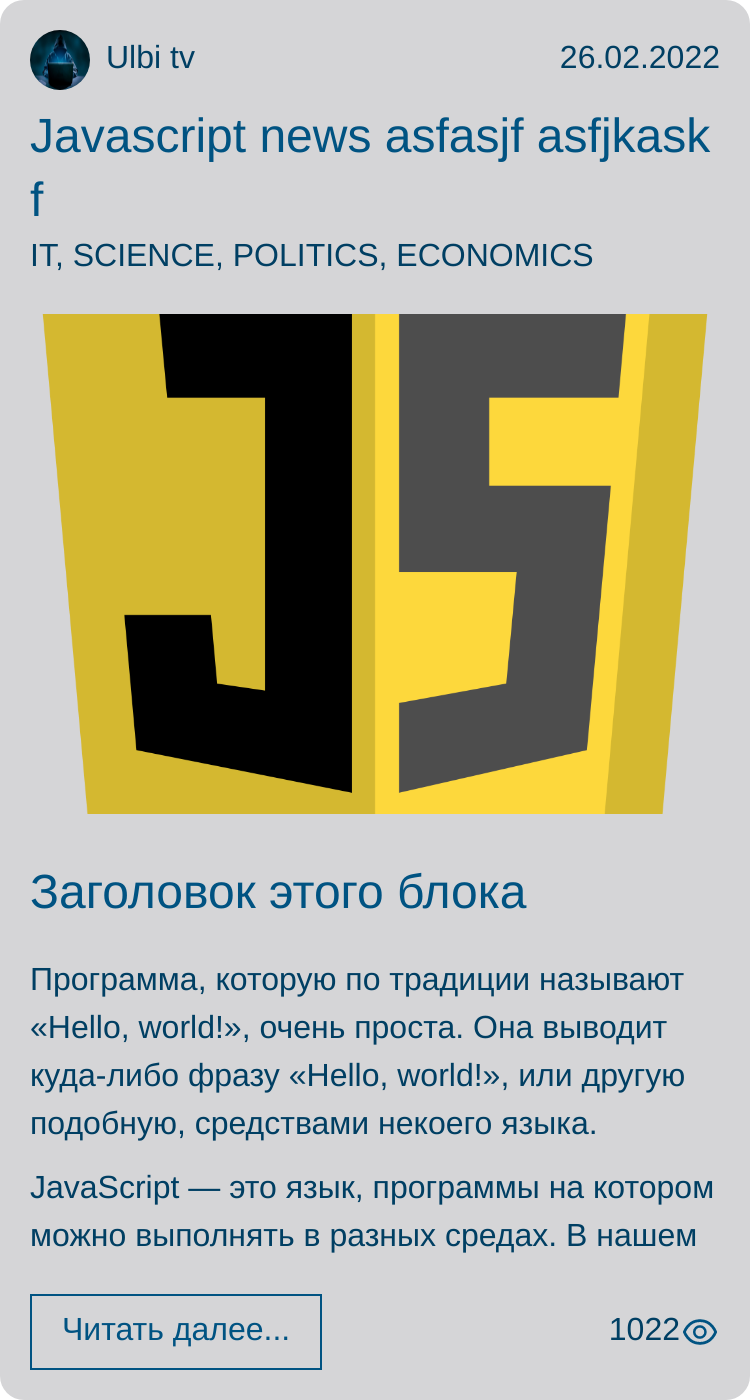 Ulbi tv
26.02.2022
Javascript news asfasjf asfjkask
f
IT, SCIENCE, POLITICS, ECONOMICS
JS
Заголовок этого блока
Программа, которую по традиции называют
«Hello, world!», очень проста. Она выводит
куда-либо фразу «Hello, world!», или другую
подобную, средствами некоего языка.
JavaScript — это язык, программы на котором
можно выполнять в разных средах. В нашем
Читать далее...
1022